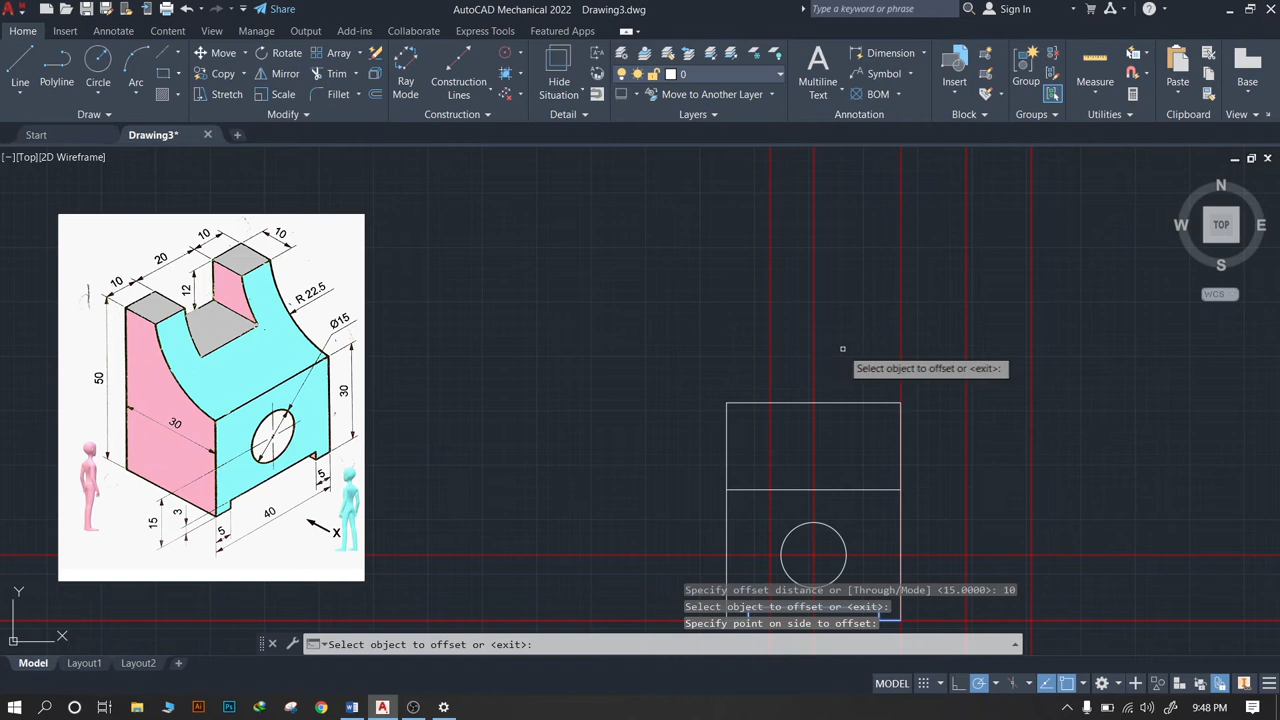 Share
AutoCAD Mechanical 2022 Drawing3.dwg
Type a keyword or phrase
Sign In
Home Insert Annotate Content View Manage Output Collaborate Express Tools Featured Apps
Line
Polyline
Circle
Arc
Move Rotate Array
Copy Mirror Trim
Stretch Scale Fillet
Ray
Mode
Construction
Lines
Hide
Situation
0
Move to Another Layer
Multiline
Text
Dimension
Symbol
BOM
Insert
Group
Measure
Paste
Base
Draw Modify Construction Detail Layers Annotation Block Groups Utilities Clipboard View
Start Drawing3*
[−][Top][2D Wireframe]
N
W TOP E
S
WCS
10
20
10
10
12
R 22.5
Ø15
50
30
30
5
40
15
3
5
X
Select object to offset or <exit>:
Specify offset distance or [Through/Mode] <15.0000>: 10
Select object to offset or <exit>:
Specify point on side to offset:
Y
X
Select object to offset or <exit>:
Model Layout1 Layout2
MODEL
Ai
Ps
W
A
9:48 PM